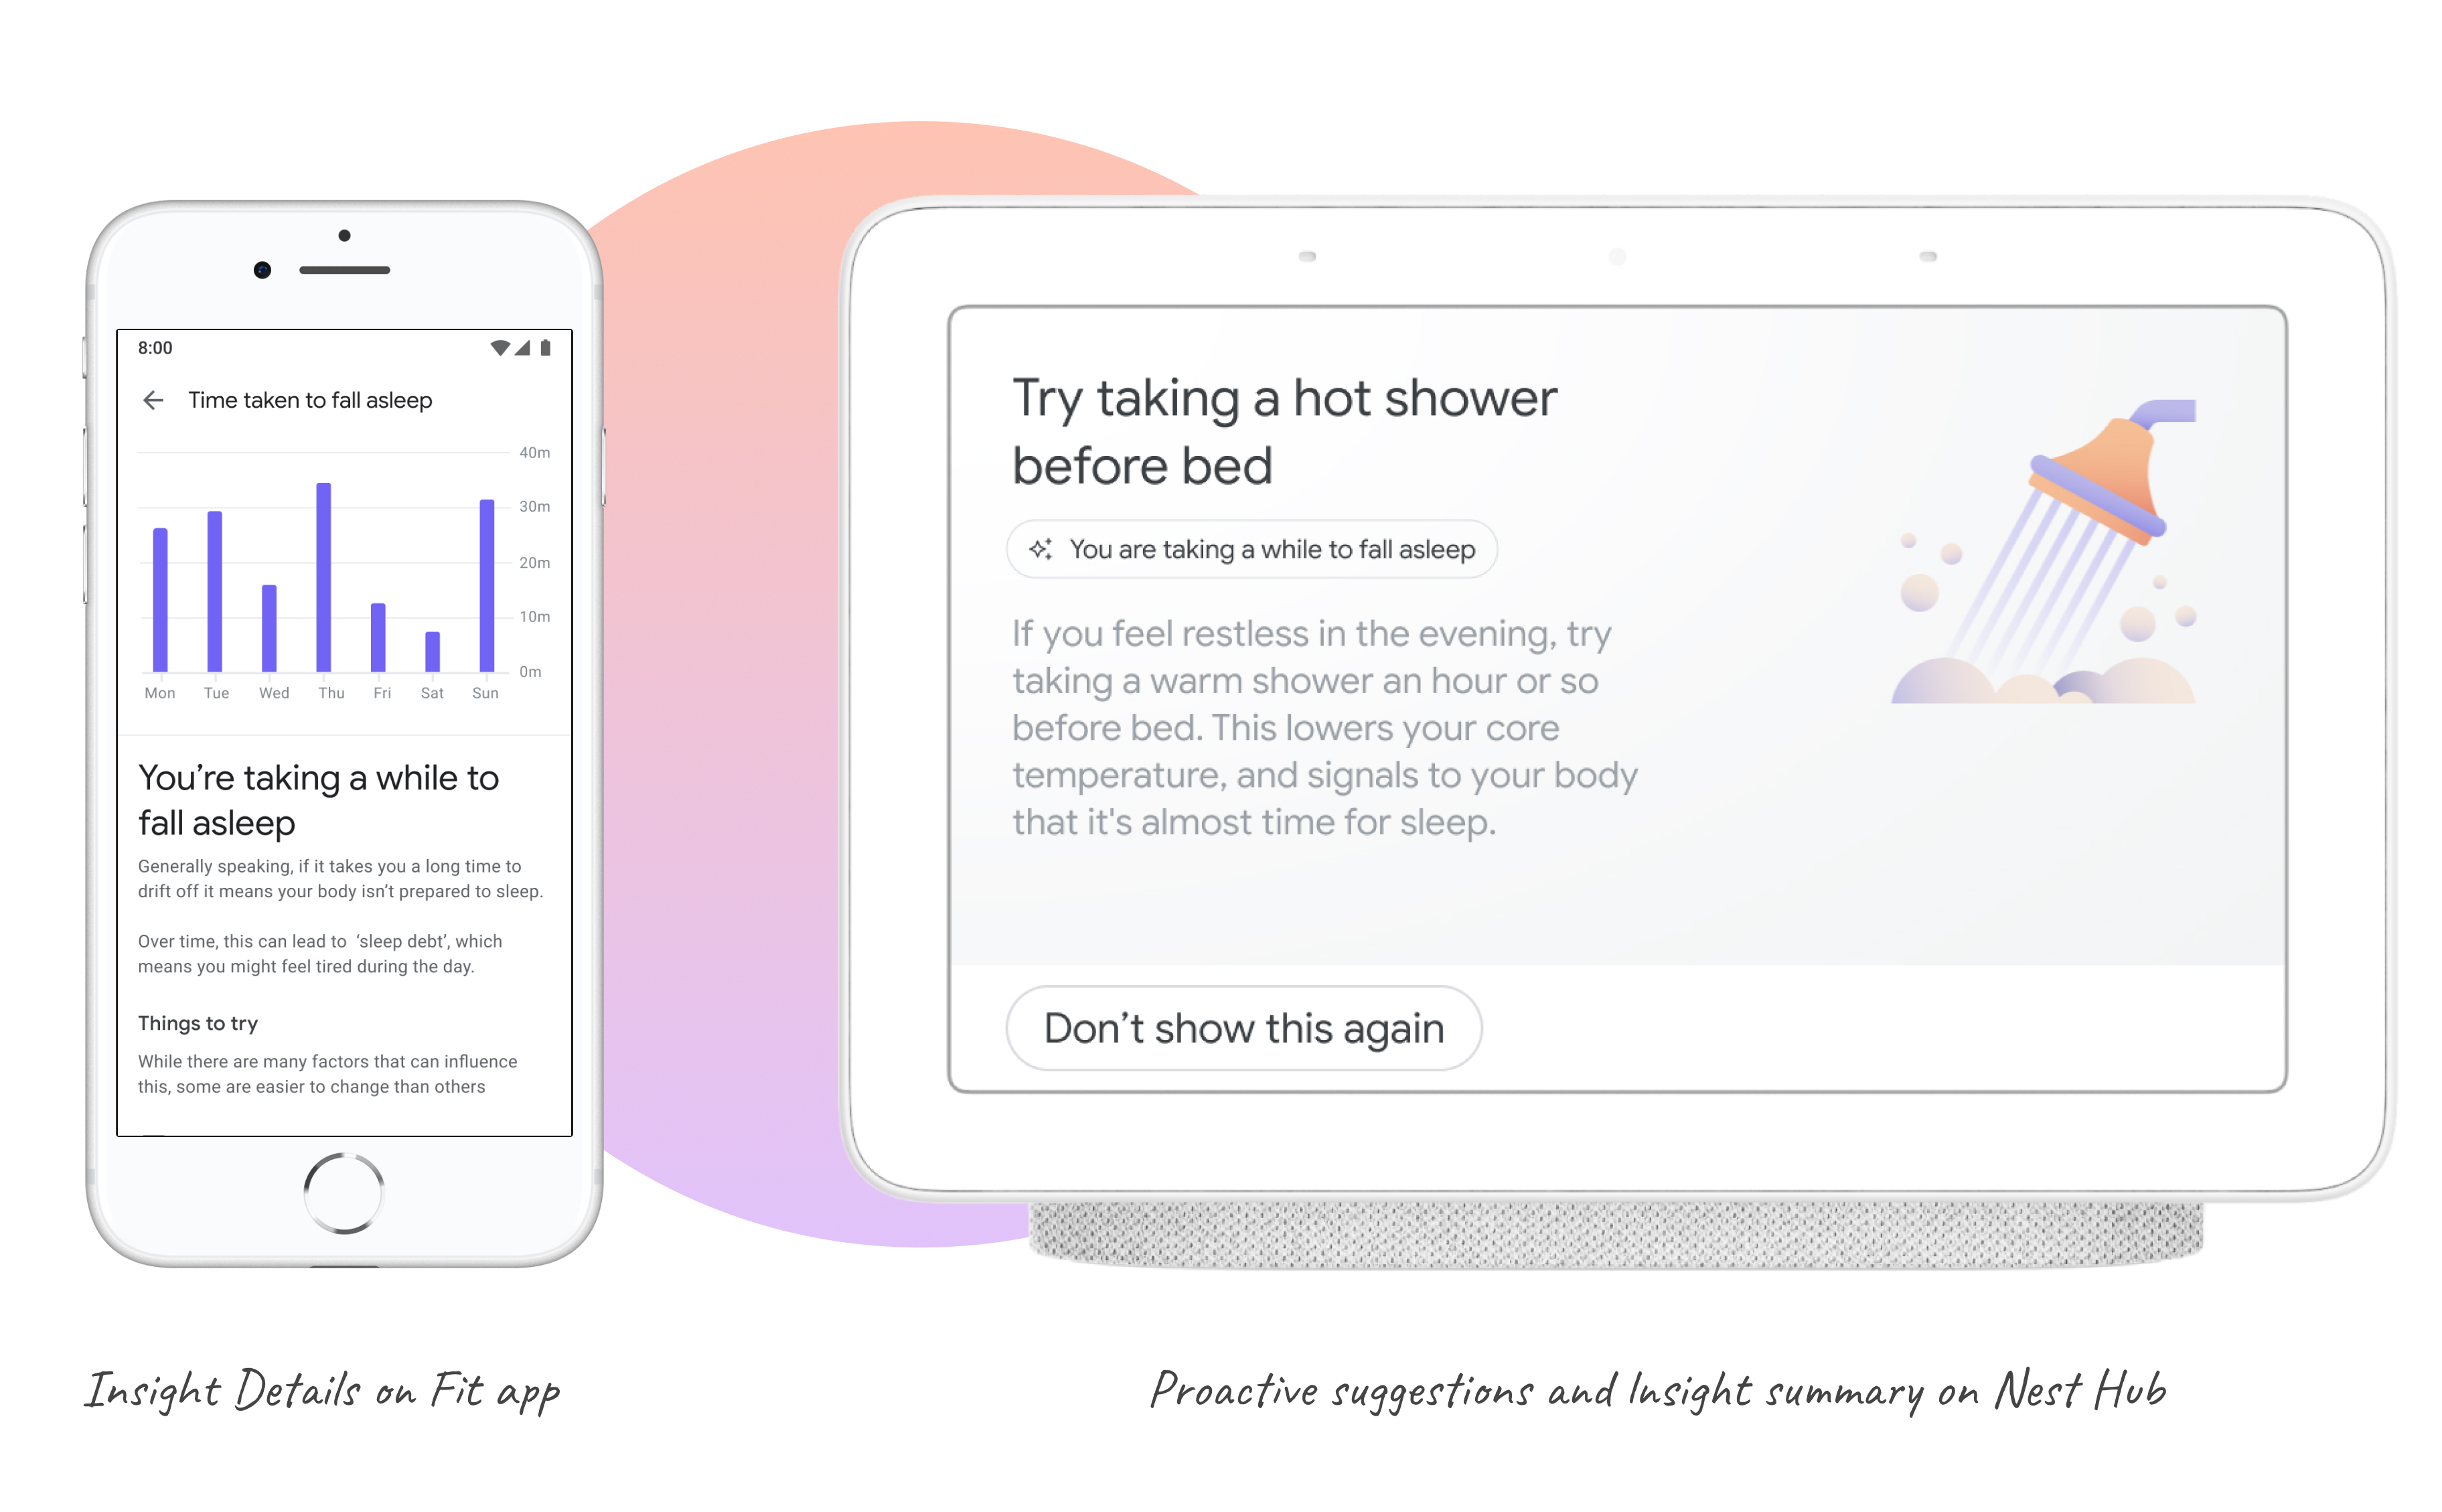 8:00
Time taken to fall asleep
40m
30m
20m
10m
0m
Mon Tue Wed Thu Fri Sat Sun
You’re taking a while to
fall asleep
Generally speaking, if it takes you a long time to
drift off it means your body isn’t prepared to sleep.
Over time, this can lead to ‘sleep debt’, which
means you might feel tired during the day.
Things to try
While there are many factors that can influence
this, some are easier to change than others
Try taking a hot shower
before bed
You are taking a while to fall asleep
If you feel restless in the evening, try
taking a warm shower an hour or so
before bed. This lowers your core
temperature, and signals to your body
that it's almost time for sleep.
Don’t show this again
Insight Details on Fit app
Proactive suggestions and Insight summary on Nest Hub